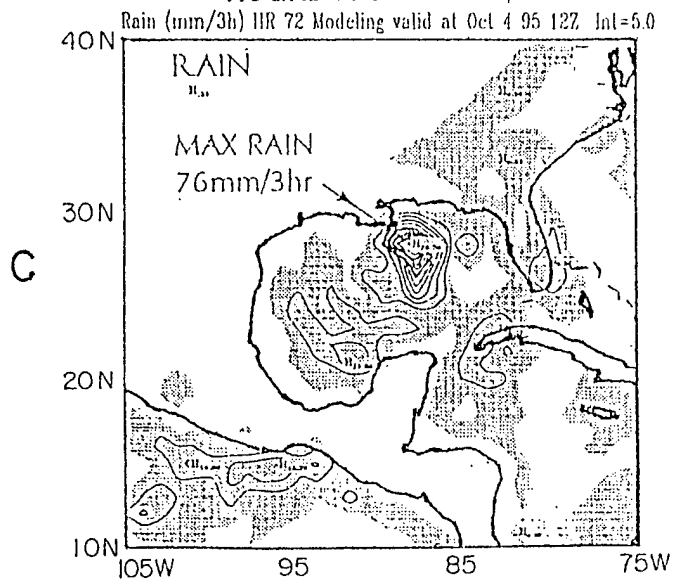 Rain (mm/3h) HR 72 Modeling valid at Oct 4 95 12Z Int=5.0
40N
RAIN
MAX RAIN
76mm/3hr
30N
C
20N
10N
105W 95 85 75W